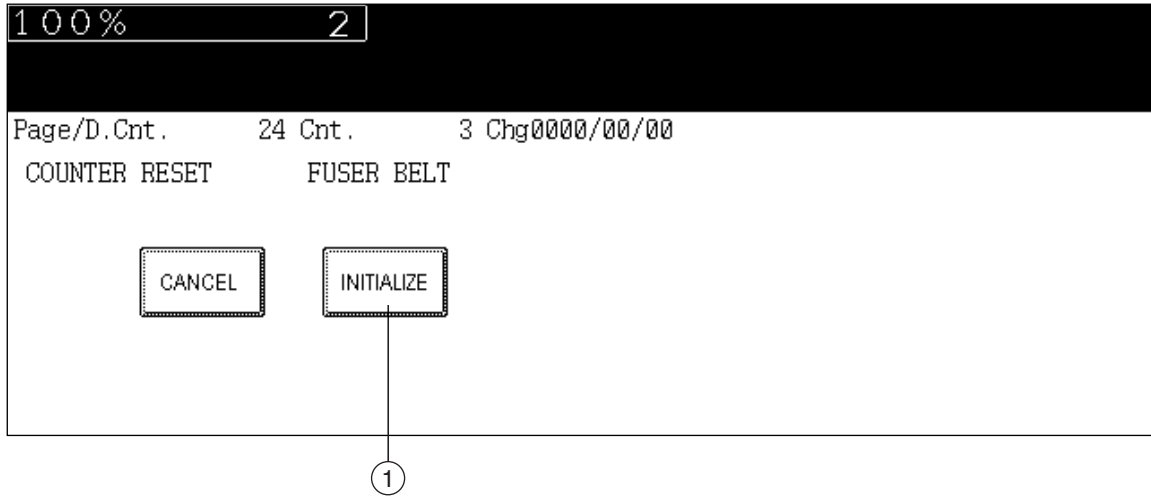 100% 2
Page/D.Cnt. 24 Cnt. 3 Chg0000/00/00
COUNTER RESET FUSER BELT
CANCEL INITIALIZE
1